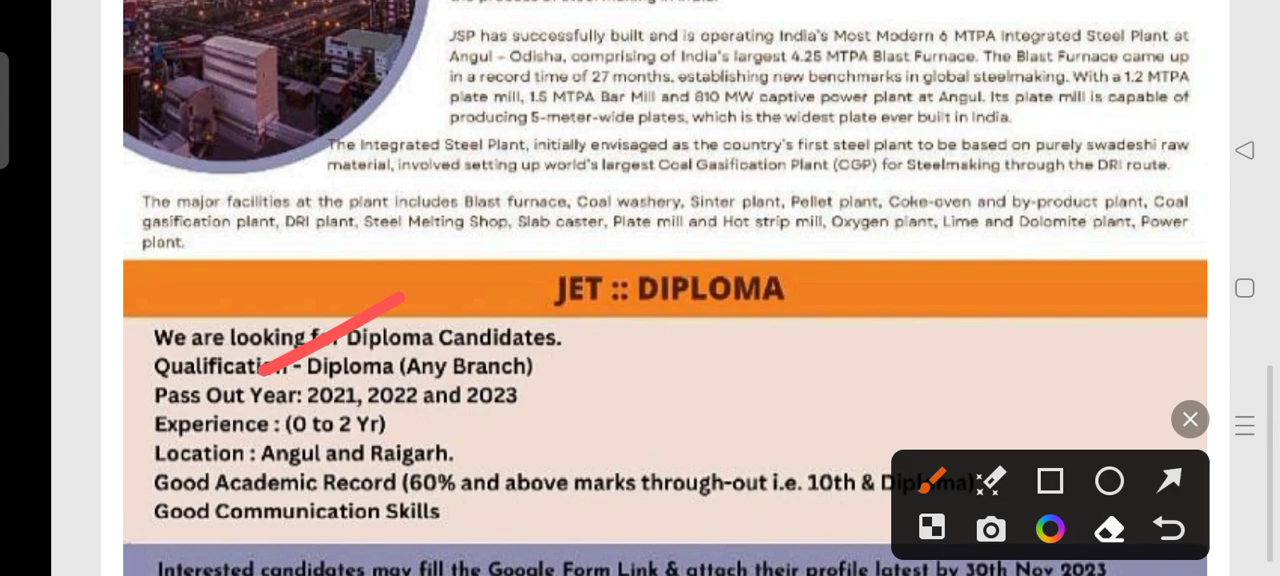 JSP has successfully built and is operating India's Most Modern 6 MTPA Integrated Steel Plant at
Angul - Odisha, comprising of India's largest 4.25 MTPA Blast Furnace. The Blast Furnace came up
in a record time of 27 months, establishing new benchmarks in global steelmaking. With a 1.2 MTPA
plate mill, 1.5 MTPA Bar Mill and 810 MW captive power plant at Angul. Its plate mill is capable of
producing 5-meter-wide plates, which is the widest plate ever built in India.
The Integrated Steel Plant, initially envisaged as the country's first steel plant to be based on purely swadeshi raw
material, involved setting up world's largest Coal Gasification Plant (CGP) for Steelmaking through the DRI route.
The major facilities at the plant includes Blast furnace, Coal washery, Sinter plant, Pellet plant, Coke-oven and by-product plant, Coal
gasification plant, DRI plant, Steel Melting Shop, Slab caster, Plate mill and Hot strip mill, Oxygen plant, Lime and Dolomite plant, Power
plant.
JET :: DIPLOMA
We are looking for Diploma Candidates.
Qualification - Diploma (Any Branch)
Pass Out Year: 2021, 2022 and 2023
Experience : (0 to 2 Yr)
Location : Angul and Raigarh.
Good Academic Record (60% and above marks through-out i.e. 10th & Diploma)
Good Communication Skills
Interested candidates may fill the Google Form Link & attach their profile latest by 30th Nov 2023